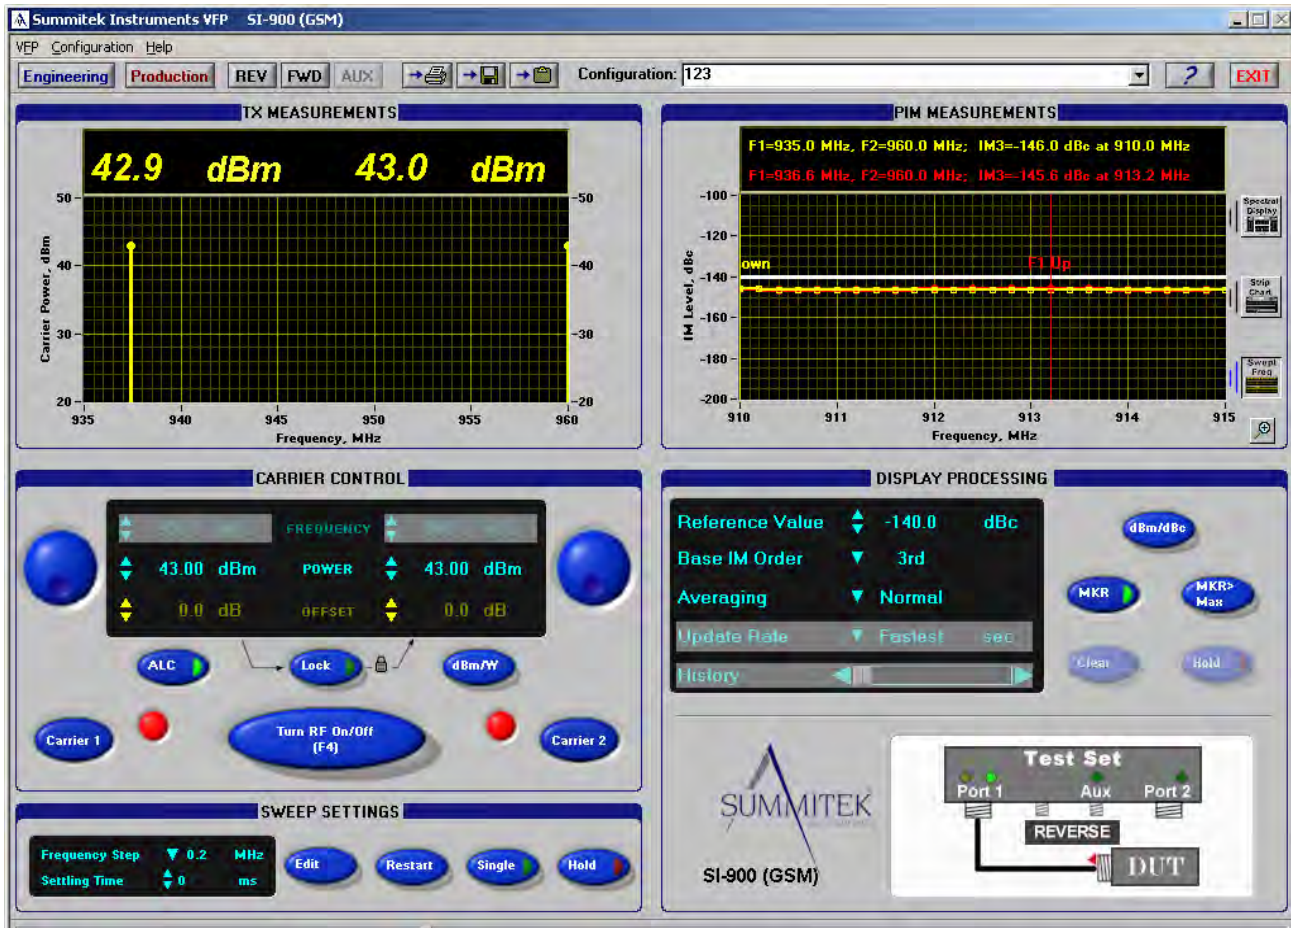 Summitek Instruments VFP SI-900 (GSM)
VFP Configuration Help
Engineering Production REV FWD AUX Configuration: 123 ? EXIT
TX MEASUREMENTS
42.9 dBm 43.0 dBm
50 50
40 40
30 30
20 20
Carrier Power, dBm
935 940 945 950 955 960
Frequency, MHz
PIM MEASUREMENTS
F1=935.0 MHz, F2=960.0 MHz; IM3=-146.0 dBc at 910.0 MHz
F1=936.6 MHz, F2=960.0 MHz; IM3=-145.6 dBc at 913.2 MHz
-100
-120
-140
-160
-180
-200
IM Level, dBc
own F1 Up
910 911 912 913 914 915
Frequency, MHz
Spectral
Display
Strip
Chart
Swept
Freq
CARRIER CONTROL
FREQUENCY
43.00 dBm POWER 43.00 dBm
0.0 dB OFFSET 0.0 dB
ALC Lock dBm/W
Carrier 1 Turn RF On/Off
(F4) Carrier 2
DISPLAY PROCESSING
Reference Value -140.0 dBc
Base IM Order 3rd
Averaging Normal
Update Rate Fastest sec
History
dBm/dBc
MKR MKR>
Max
Clear Hold
SWEEP SETTINGS
Frequency Step 0.2 MHz
Settling Time 0 ms
Edit Restart Single Hold
SUMMITEK
SI-900 (GSM)
Test Set
Port 1 Aux Port 2
REVERSE
DUT